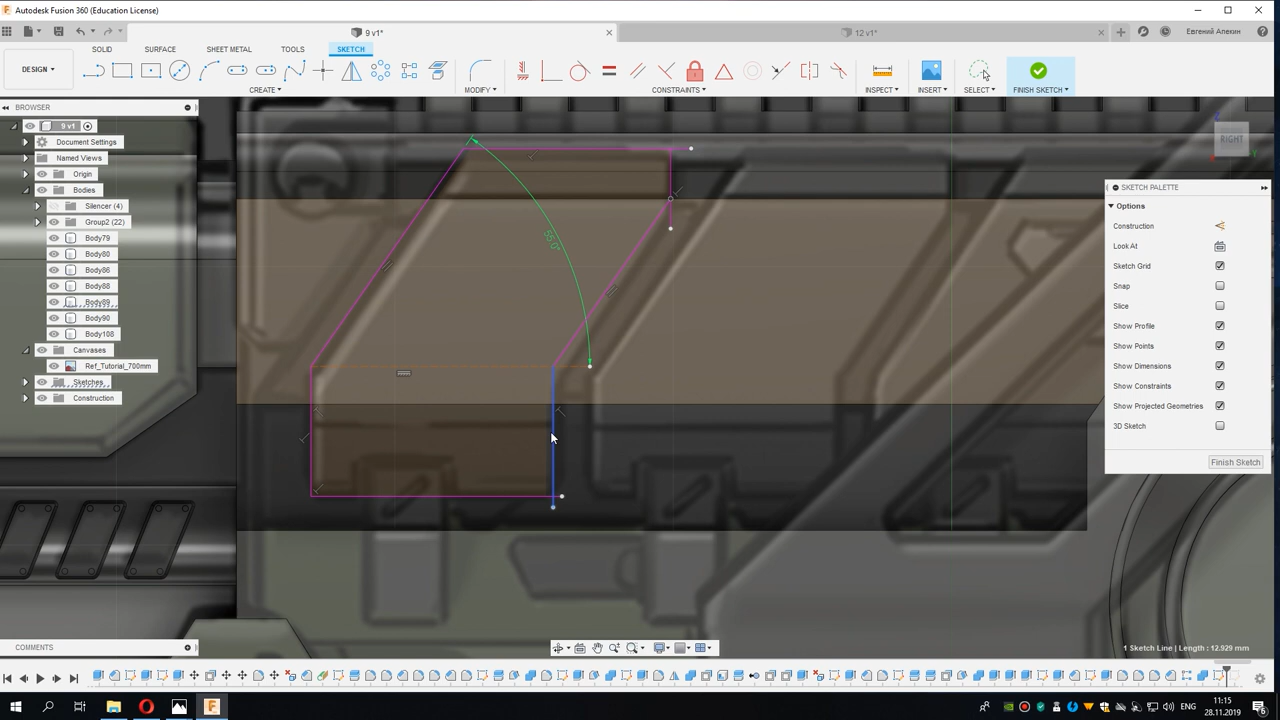 Autodesk Fusion 360 (Education License)
9 v1*
12 v1*
Евгений Апекин
DESIGN
SOLID
SURFACE
SHEET METAL
TOOLS
SKETCH
CREATE
MODIFY
CONSTRAINTS
INSPECT
INSERT
SELECT
FINISH SKETCH
BROWSER
9 v1
Document Settings
Named Views
Origin
Bodies
Silencer (4)
Group2 (22)
Body79
Body80
Body86
Body88
Body89
Body90
Body108
Canvases
Ref_Tutorial_700mm
Sketches
Construction
55.0°
RIGHT
SKETCH PALETTE
Options
Construction
Look At
Sketch Grid
Snap
Slice
Show Profile
Show Points
Show Dimensions
Show Constraints
Show Projected Geometries
3D Sketch
Finish Sketch
COMMENTS
1 Sketch Line | Length : 12.929 mm
ENG
11:15
28.11.2019